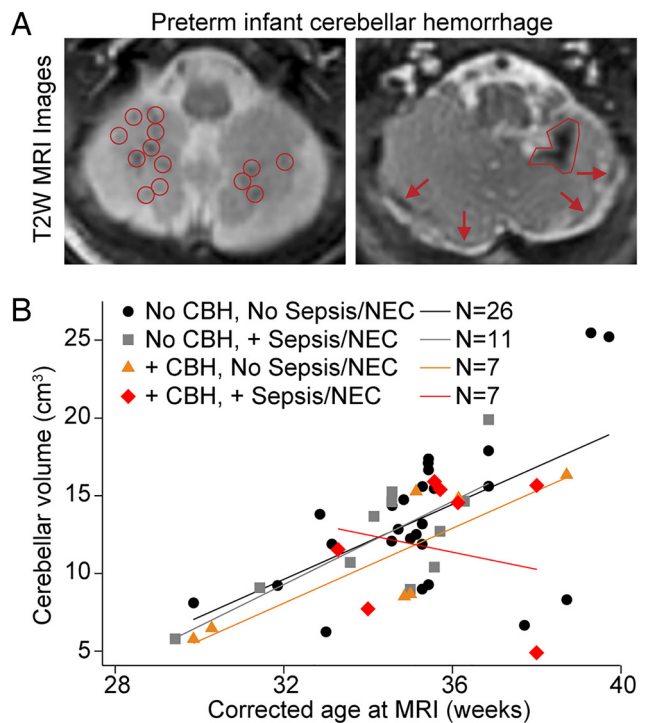 A
Preterm infant cerebellar hemorrhage
T2W MRI Images
B
No CBH, No Sepsis/NEC N=26
No CBH, + Sepsis/NEC N=11
+ CBH, No Sepsis/NEC N=7
+ CBH, + Sepsis/NEC N=7
Cerebellar volume (cm³)
25
20
15
10
5
28 32 36 40
Corrected age at MRI (weeks)